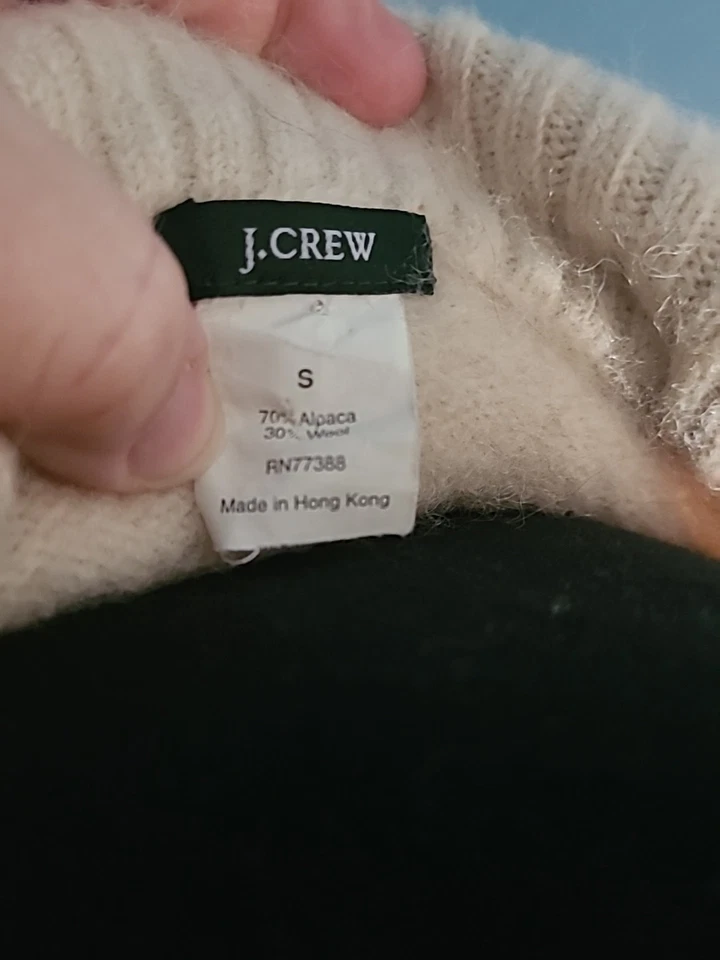 J.CREW
S
70% Alpaca
30% Wool
RN77388
Made in Hong Kong